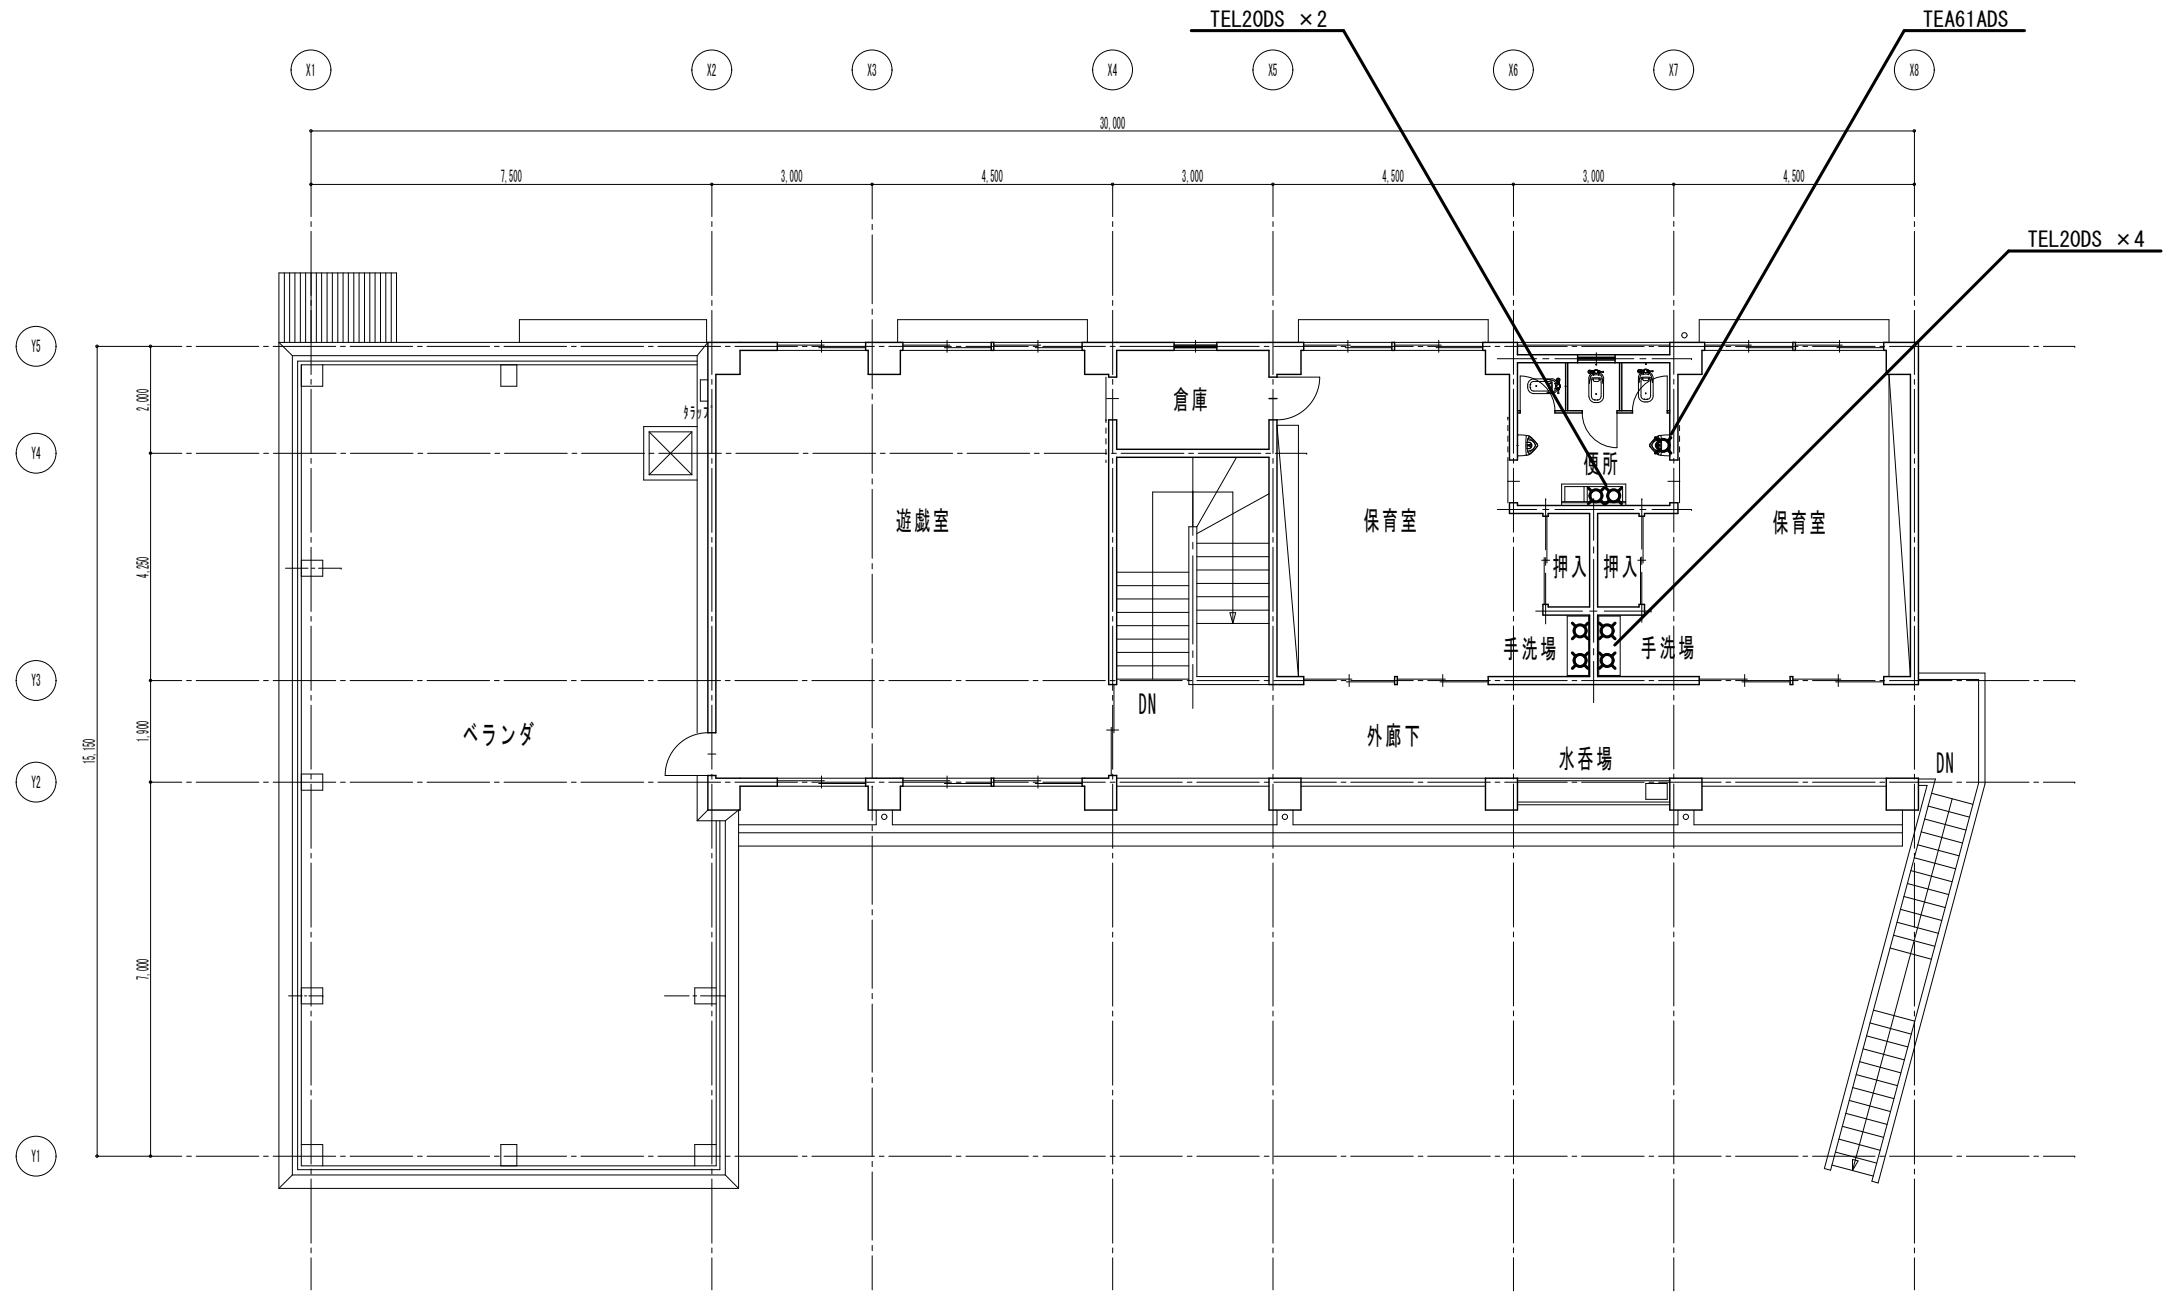 TEL20DS ×2
TEA61ADS
X1
X2
X3
X4
X5
X6
X7
X8
30,000
7,500
3,000
4,500
3,000
4,500
3,000
4,500
TEL20DS ×4
Y5
2,000
倉庫
タラップ
Y4
便所
遊戯室
保育室
保育室
4,250
押入
押入
手洗場
手洗場
Y3
DN
1,900
15,150
ベランダ
外廊下
水呑場
DN
Y2
7,000
Y1